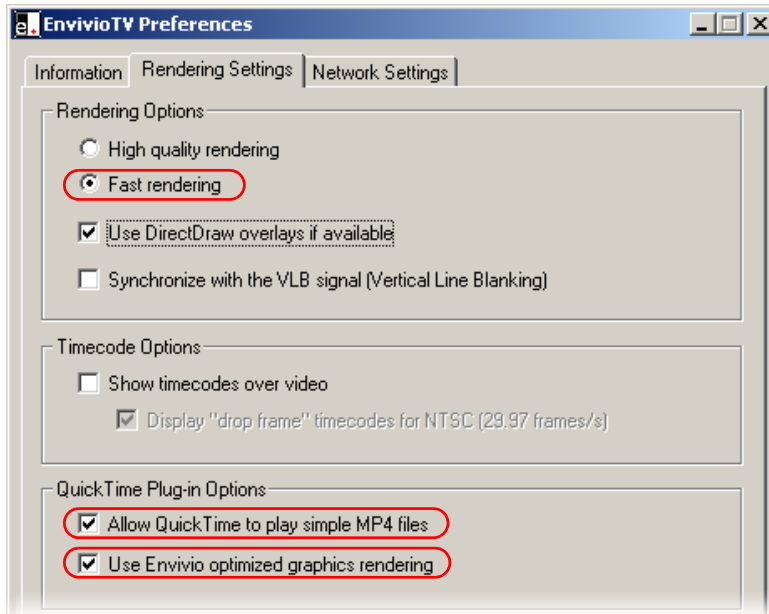 e. EnvivioTV Preferences
Information Rendering Settings Network Settings
Rendering Options
High quality rendering
Fast rendering
Use DirectDraw overlays if available
Synchronize with the VLB signal (Vertical Line Blanking)
Timecode Options
Show timecodes over video
Display "drop frame" timecodes for NTSC (29.97 frames/s)
QuickTime Plug-in Options
Allow QuickTime to play simple MP4 files
Use Envivio optimized graphics rendering